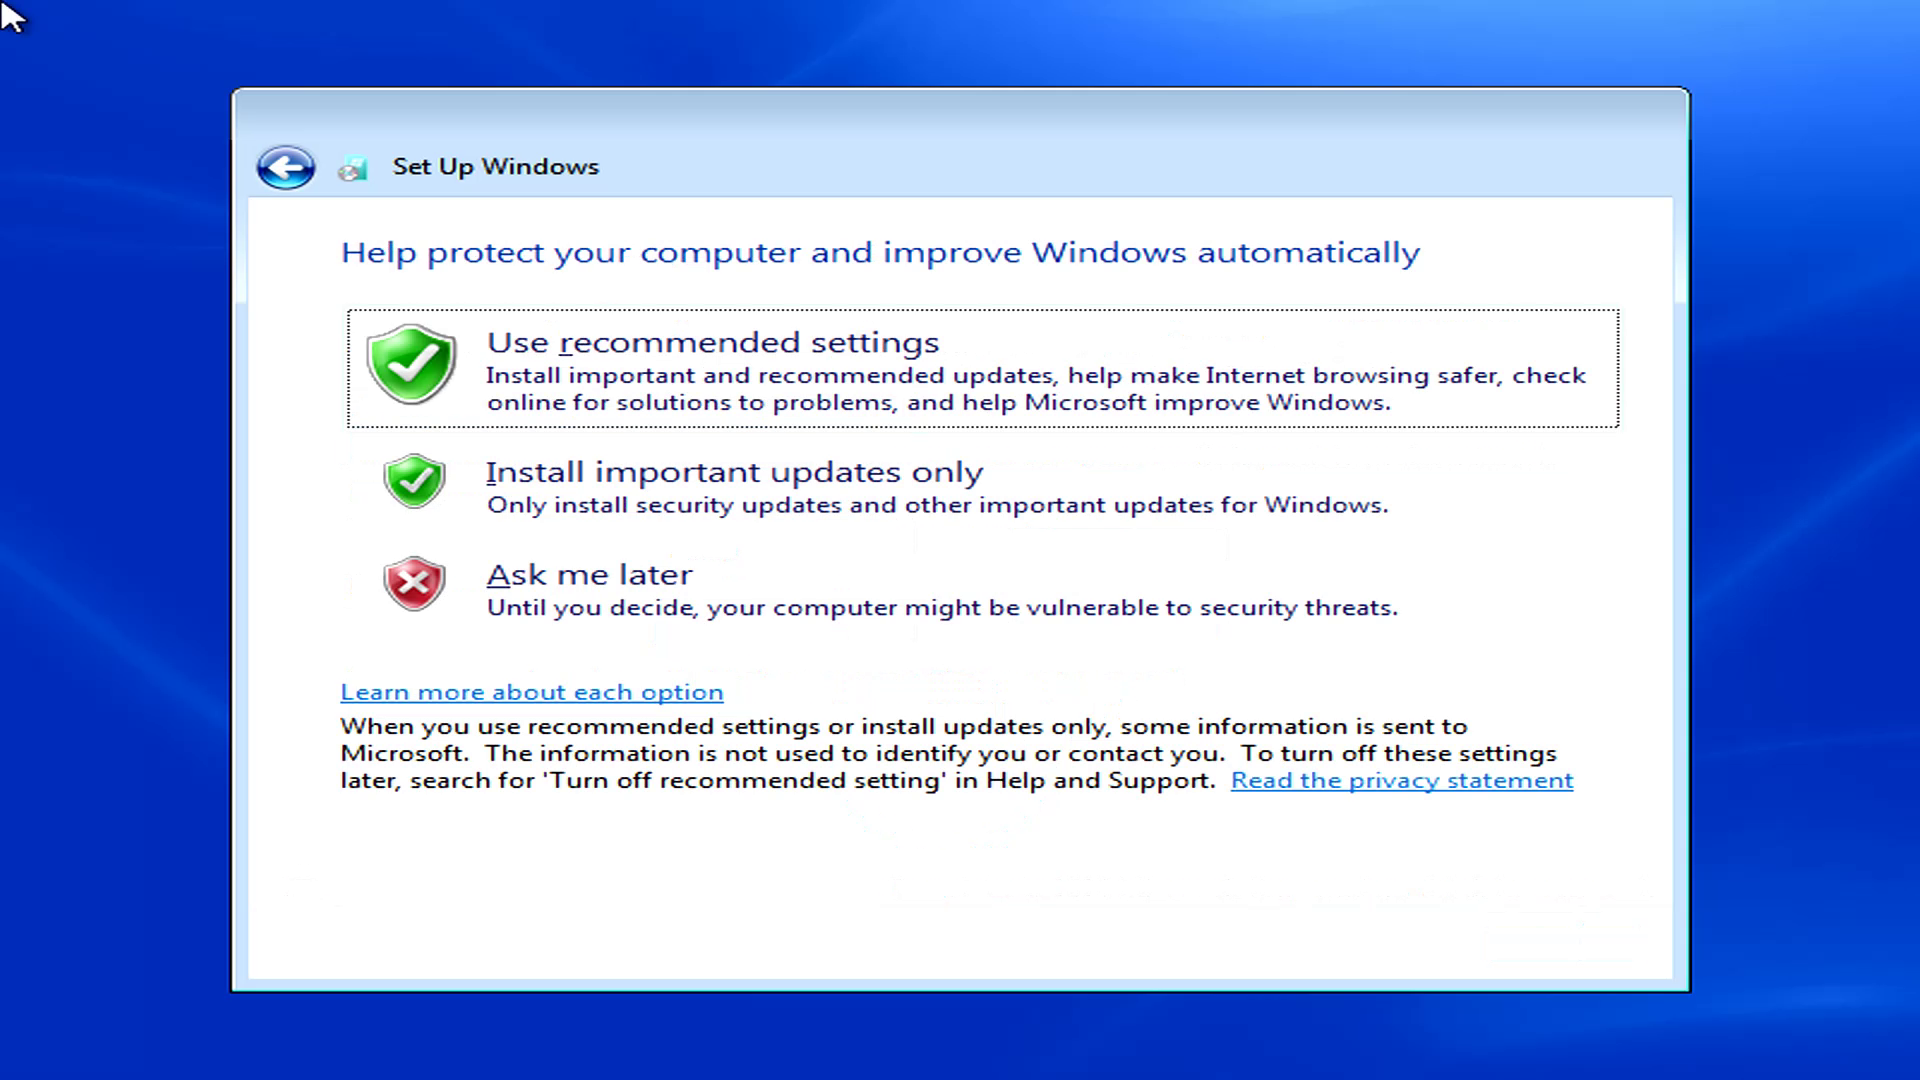 Set Up Windows
Help protect your computer and improve Windows automatically
Use recommended settings
Install important and recommended updates, help make Internet browsing safer, check
online for solutions to problems, and help Microsoft improve Windows.
Install important updates only
Only install security updates and other important updates for Windows.
Ask me later
Until you decide, your computer might be vulnerable to security threats.
Learn more about each option
When you use recommended settings or install updates only, some information is sent to
Microsoft.  The information is not used to identify you or contact you.  To turn off these settings
later, search for 'Turn off recommended setting' in Help and Support.  Read the privacy statement